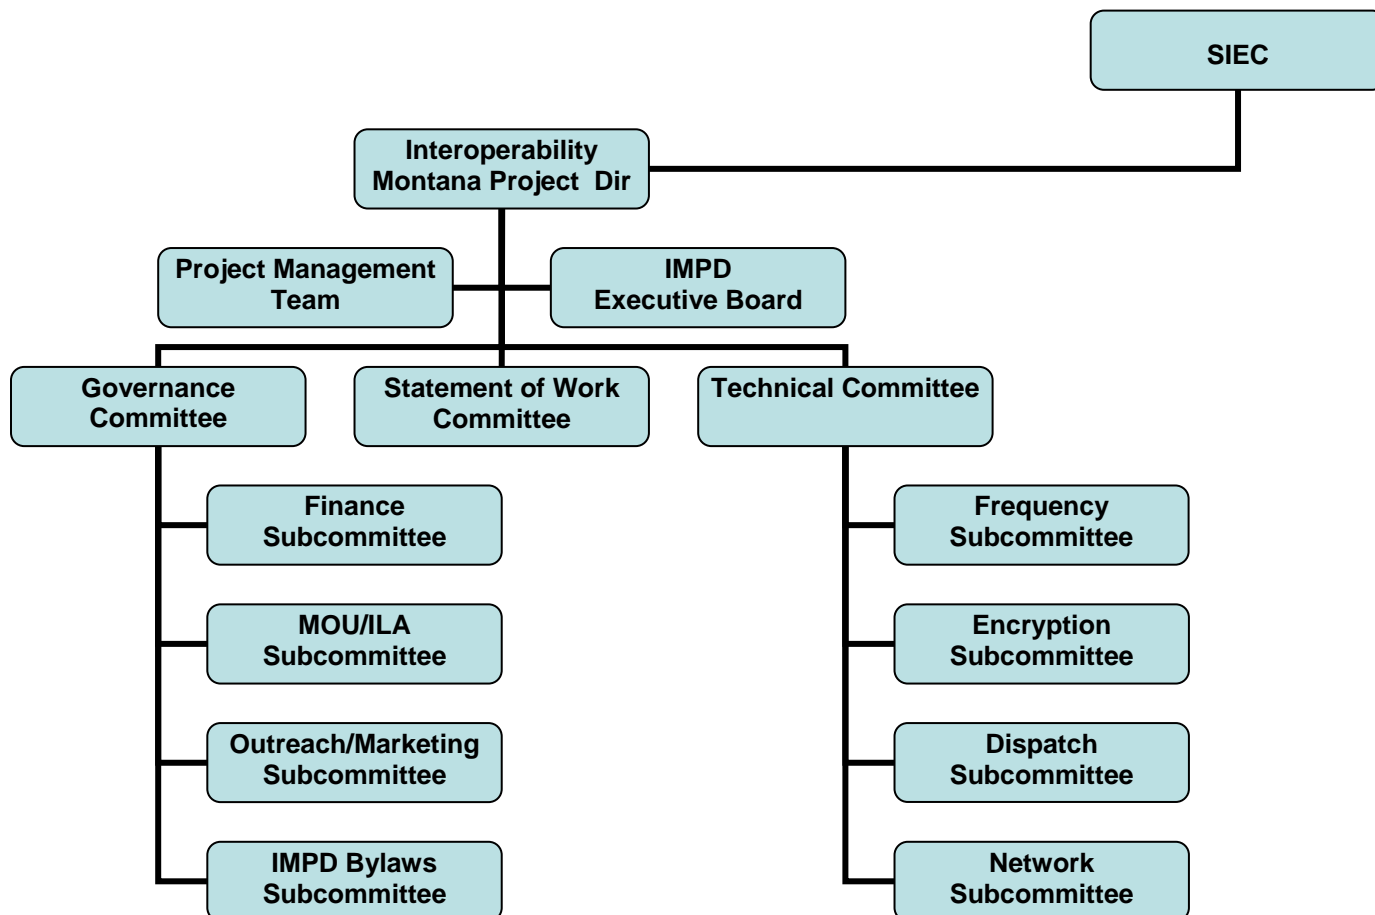 SIEC
Interoperability
Montana Project  Dir
Project Management
Team
IMPD
Executive Board
Governance
Committee
Statement of Work
Committee
Technical Committee
Finance
Subcommittee
MOU/ILA
Subcommittee
Outreach/Marketing
Subcommittee
IMPD Bylaws
Subcommittee
Frequency
Subcommittee
Encryption
Subcommittee
Dispatch
Subcommittee
Network
Subcommittee